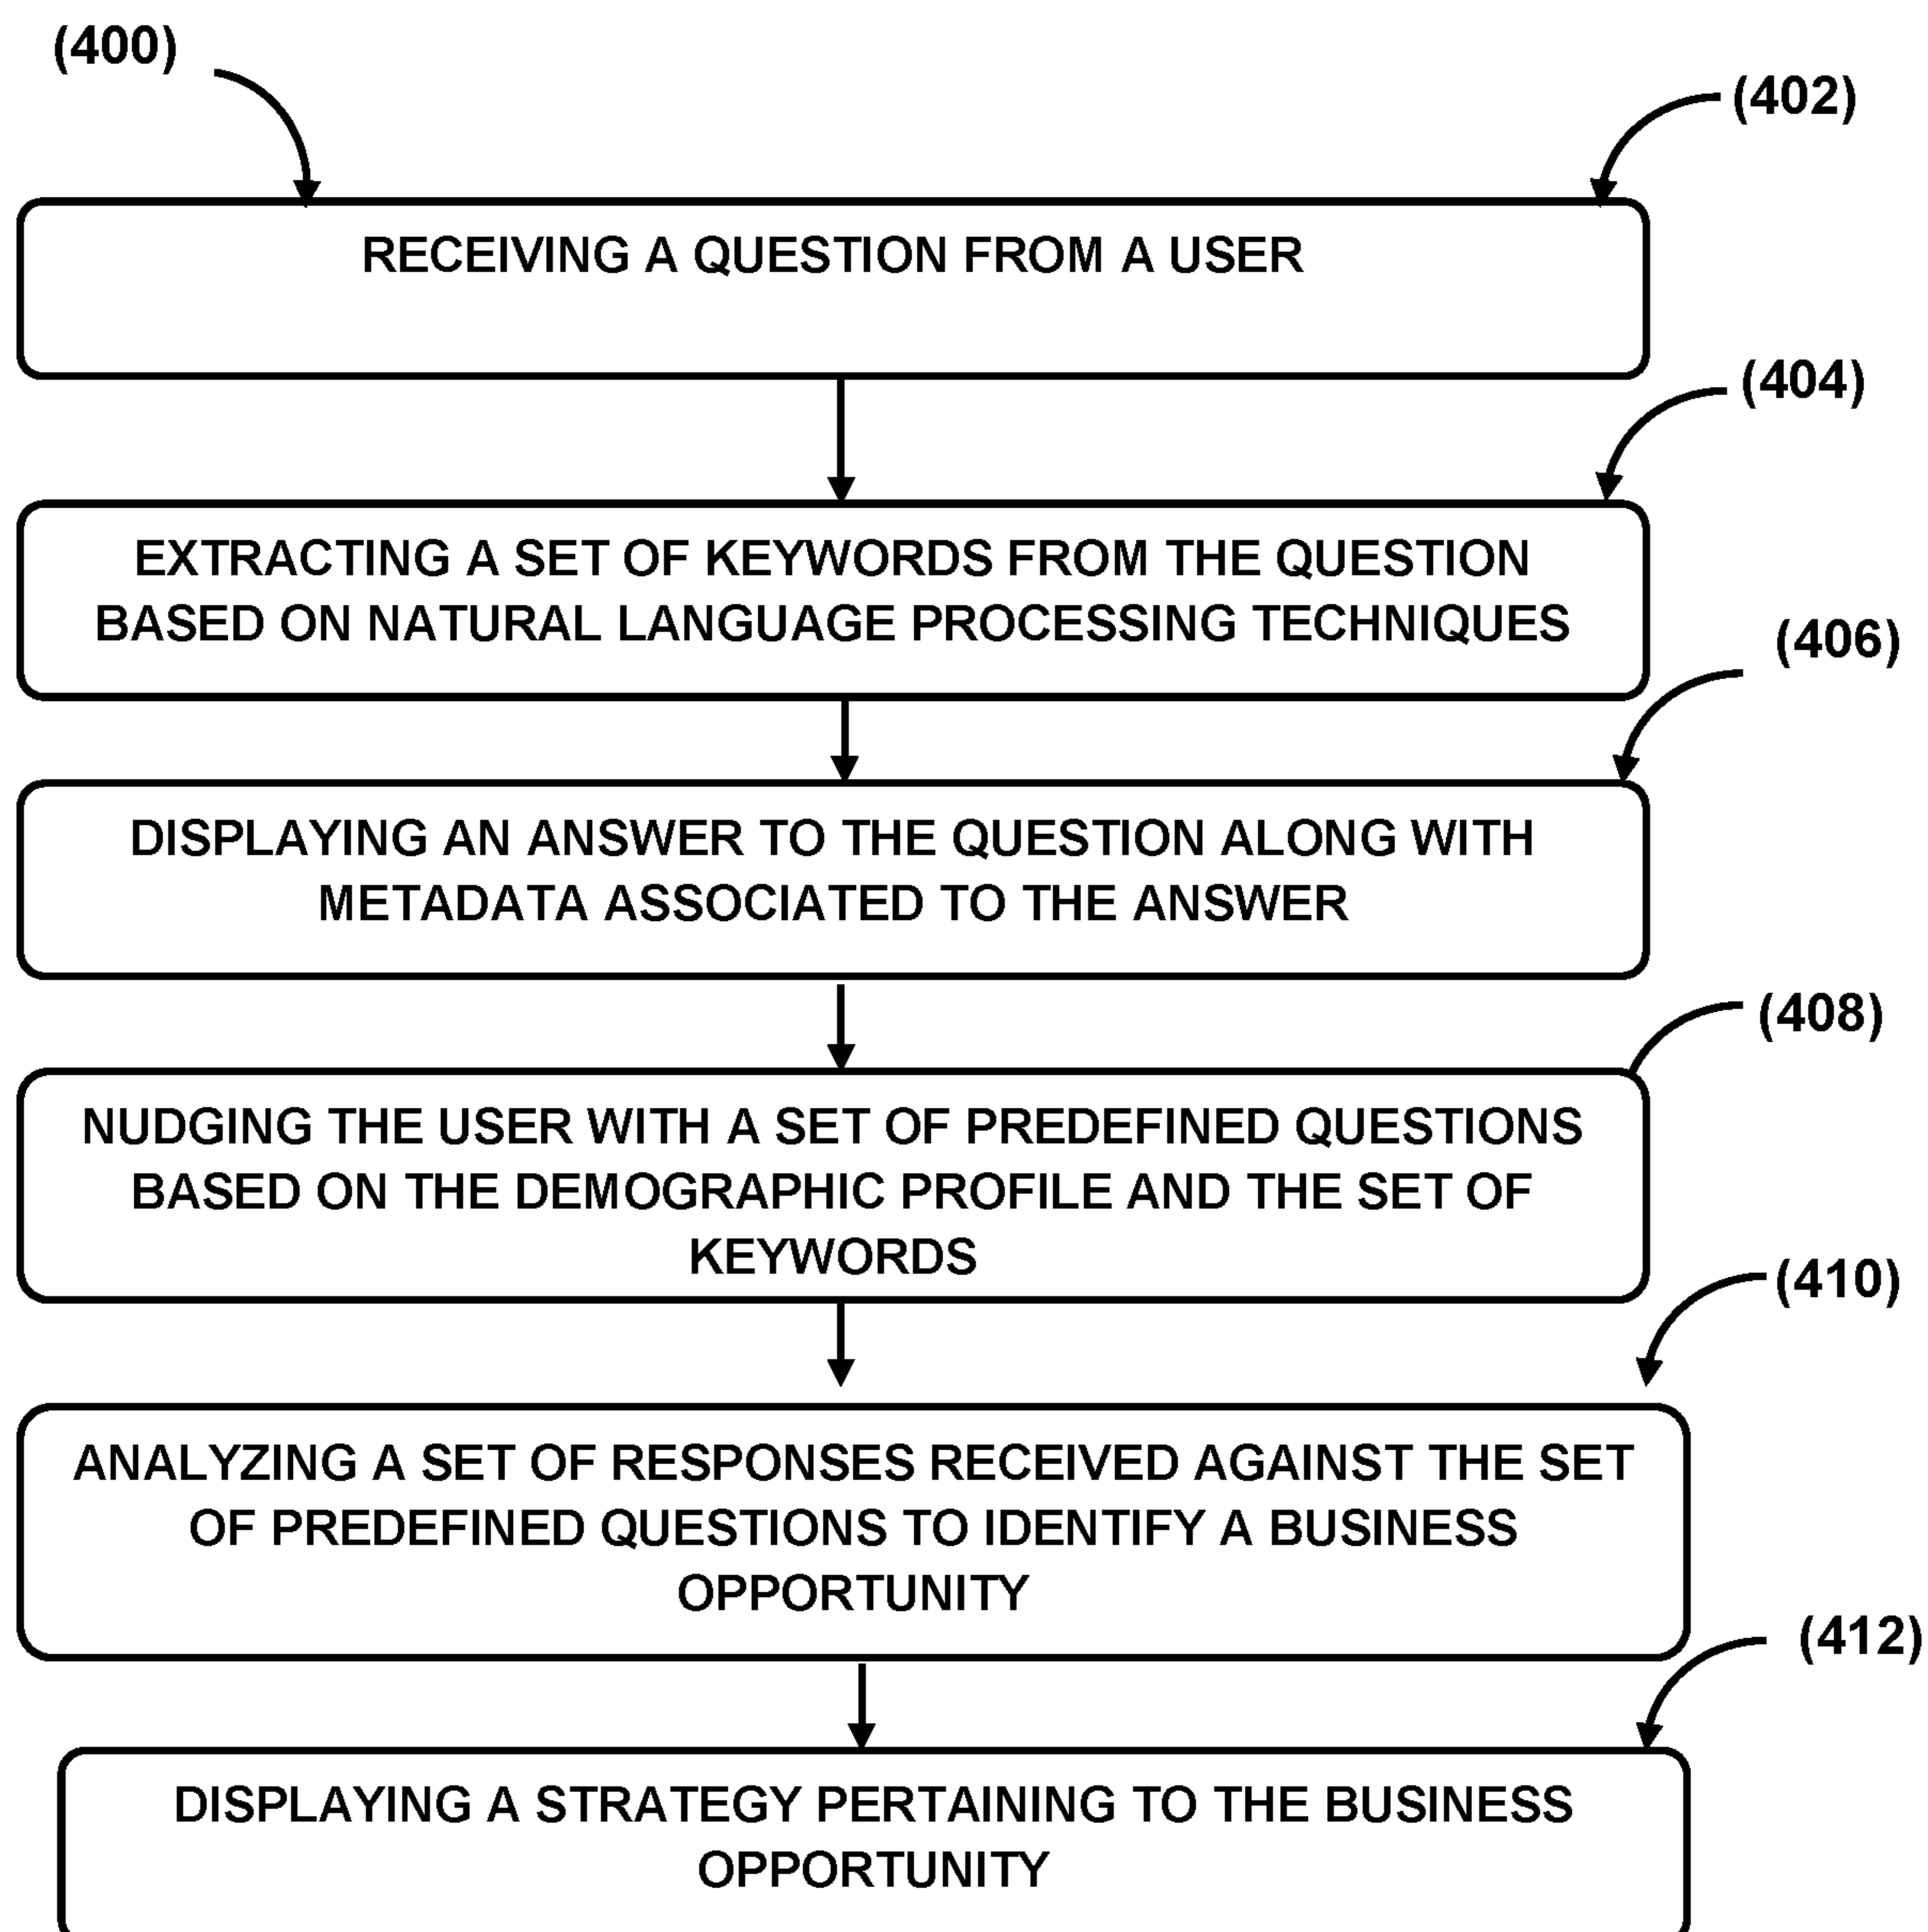 (400)
(402)
RECEIVING A QUESTION FROM A USER
(404)
EXTRACTING A SET OF KEYWORDS FROM THE QUESTION
BASED ON NATURAL LANGUAGE PROCESSING TECHNIQUES
(406)
DISPLAYING AN ANSWER TO THE QUESTION ALONG WITH
METADATA ASSOCIATED TO THE ANSWER
(408)
NUDGING THE USER WITH A SET OF PREDEFINED QUESTIONS
BASED ON THE DEMOGRAPHIC PROFILE AND THE SET OF
KEYWORDS
(410)
ANALYZING A SET OF RESPONSES RECEIVED AGAINST THE SET
OF PREDEFINED QUESTIONS TO IDENTIFY A BUSINESS
OPPORTUNITY
(412)
DISPLAYING A STRATEGY PERTAINING TO THE BUSINESS
OPPORTUNITY